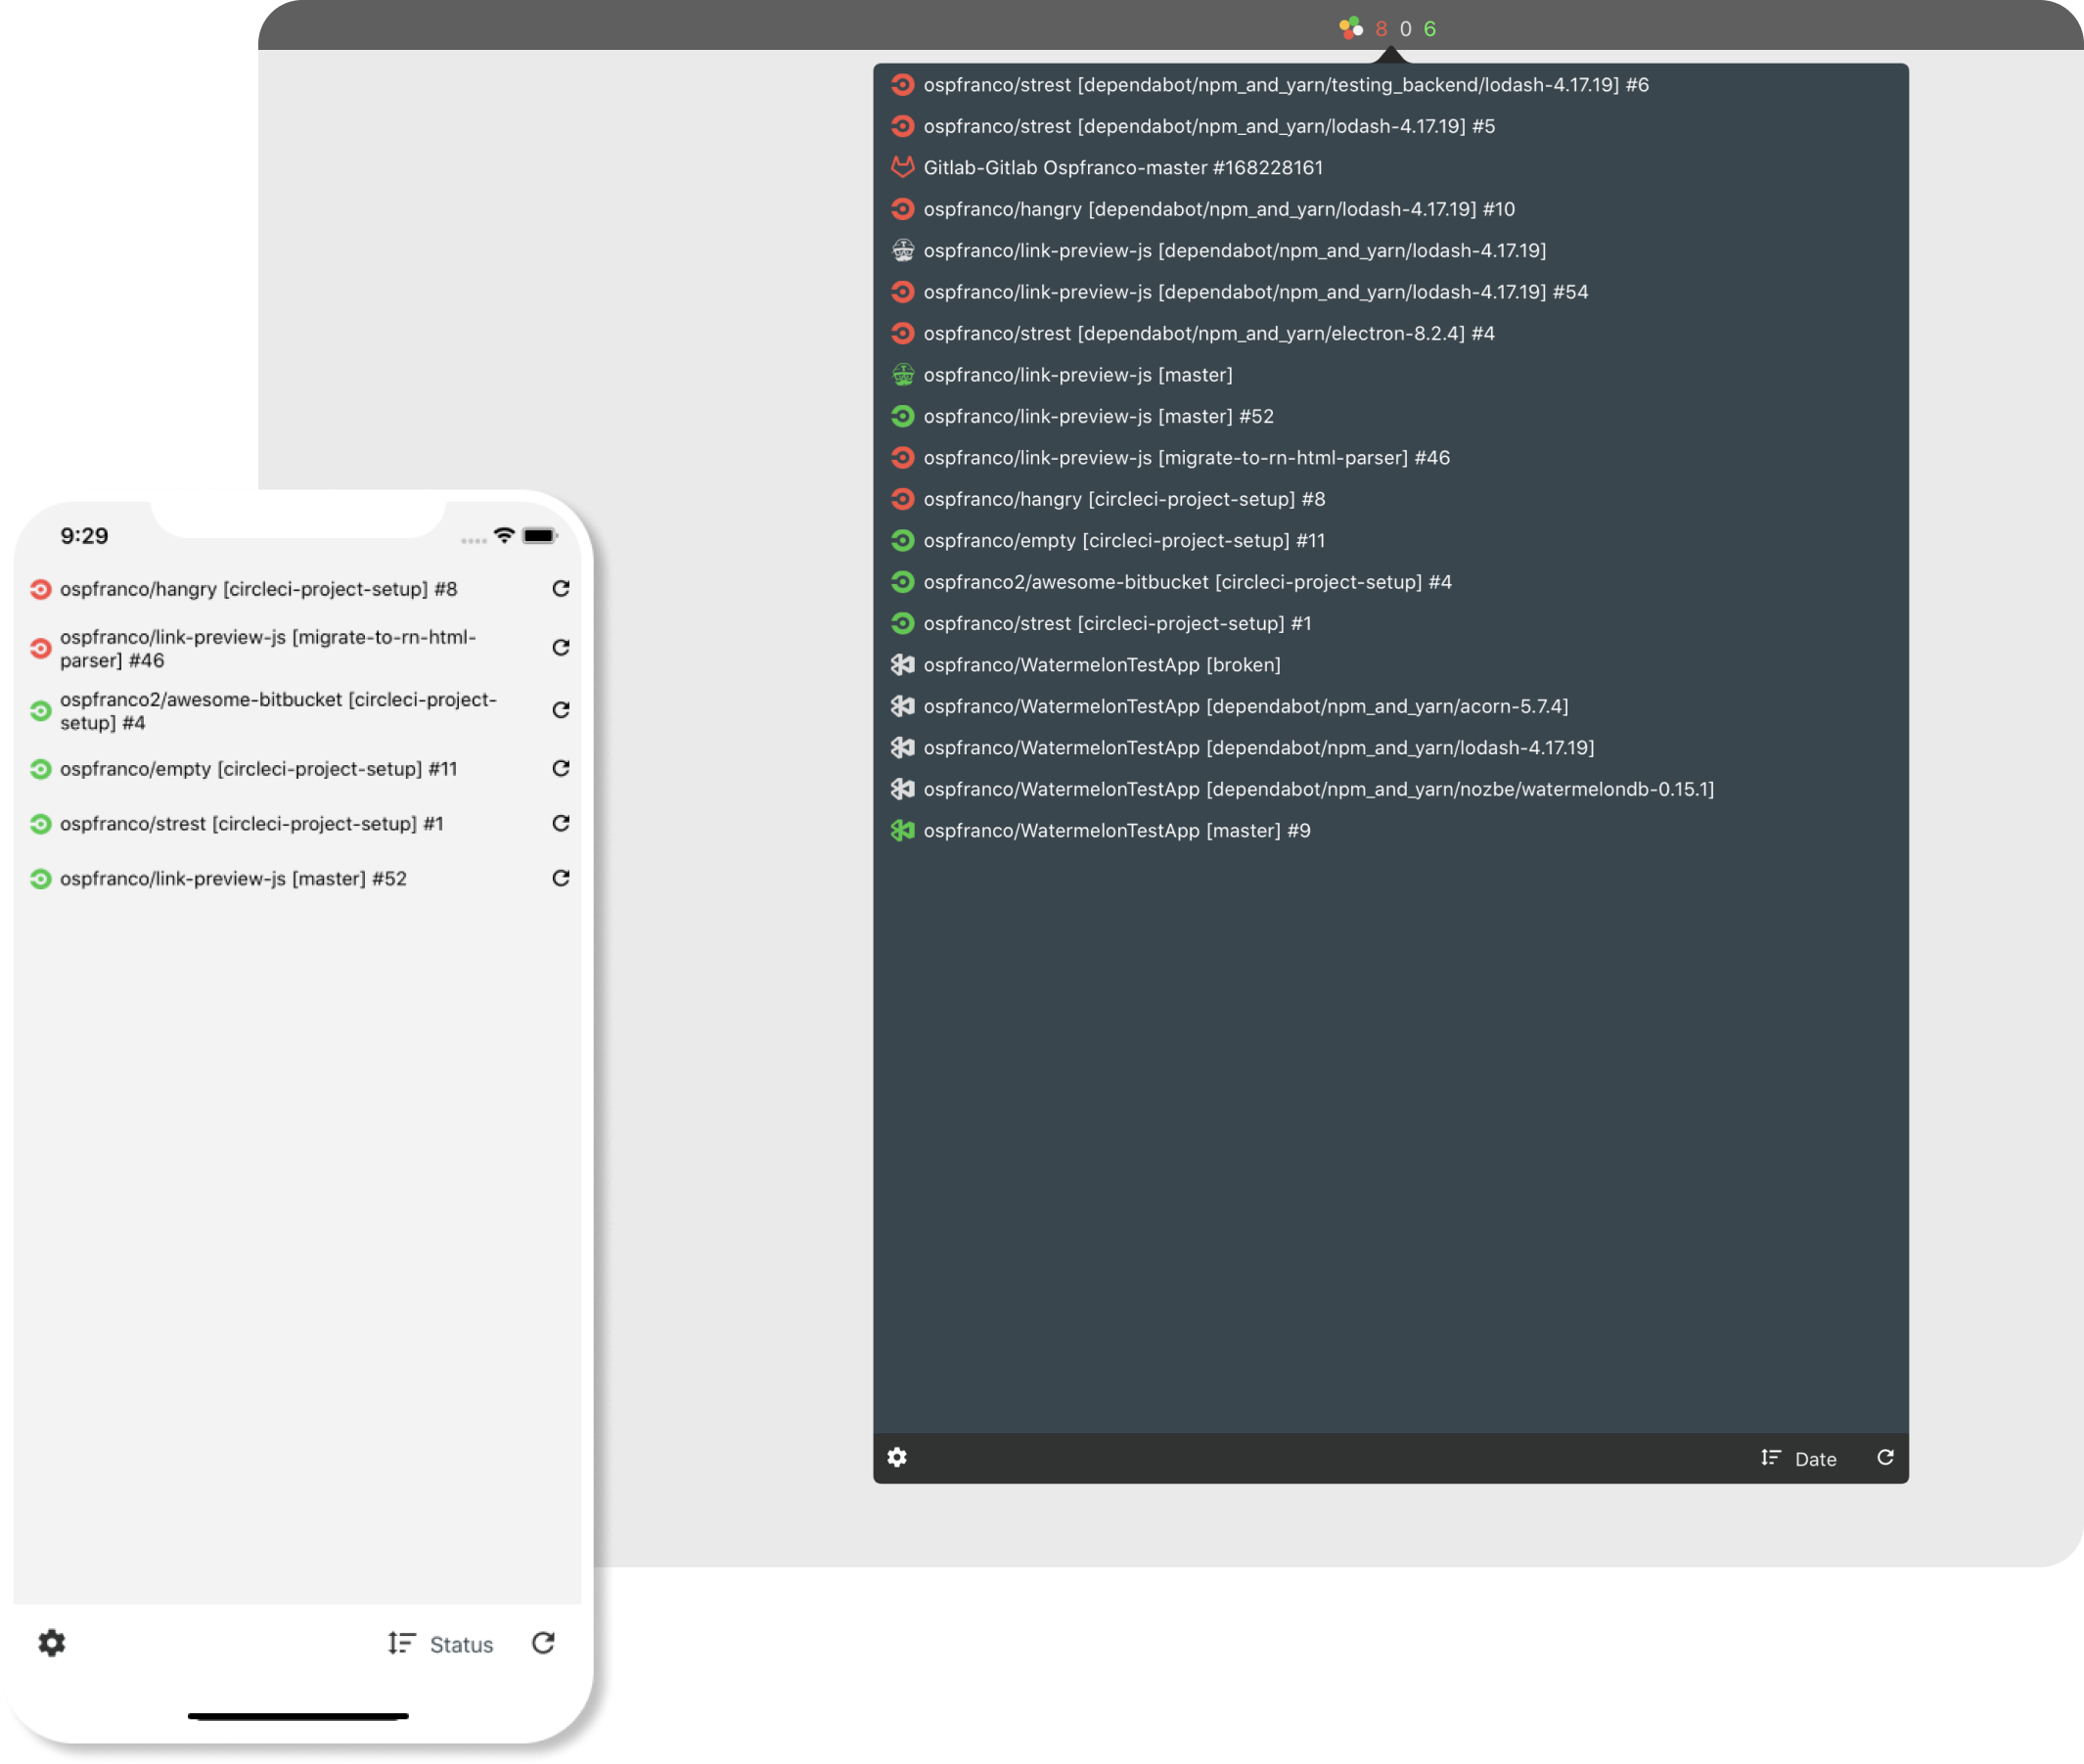 8 0 6
ospfranco/strest [dependabot/npm_and_yarn/testing_backend/lodash-4.17.19] #6
ospfranco/strest [dependabot/npm_and_yarn/lodash-4.17.19] #5
Gitlab-Gitlab Ospfranco-master #168228161
ospfranco/hangry [dependabot/npm_and_yarn/lodash-4.17.19] #10
ospfranco/link-preview-js [dependabot/npm_and_yarn/lodash-4.17.19]
ospfranco/link-preview-js [dependabot/npm_and_yarn/lodash-4.17.19] #54
ospfranco/strest [dependabot/npm_and_yarn/electron-8.2.4] #4
ospfranco/link-preview-js [master]
ospfranco/link-preview-js [master] #52
ospfranco/link-preview-js [migrate-to-rn-html-parser] #46
ospfranco/hangry [circleci-project-setup] #8
ospfranco/empty [circleci-project-setup] #11
ospfranco2/awesome-bitbucket [circleci-project-setup] #4
ospfranco/strest [circleci-project-setup] #1
ospfranco/WatermelonTestApp [broken]
ospfranco/WatermelonTestApp [dependabot/npm_and_yarn/acorn-5.7.4]
ospfranco/WatermelonTestApp [dependabot/npm_and_yarn/lodash-4.17.19]
ospfranco/WatermelonTestApp [dependabot/npm_and_yarn/nozbe/watermelondb-0.15.1]
ospfranco/WatermelonTestApp [master] #9
Date
9:29
ospfranco/hangry [circleci-project-setup] #8
ospfranco/link-preview-js [migrate-to-rn-html-
parser] #46
ospfranco2/awesome-bitbucket [circleci-project-
setup] #4
ospfranco/empty [circleci-project-setup] #11
ospfranco/strest [circleci-project-setup] #1
ospfranco/link-preview-js [master] #52
Status